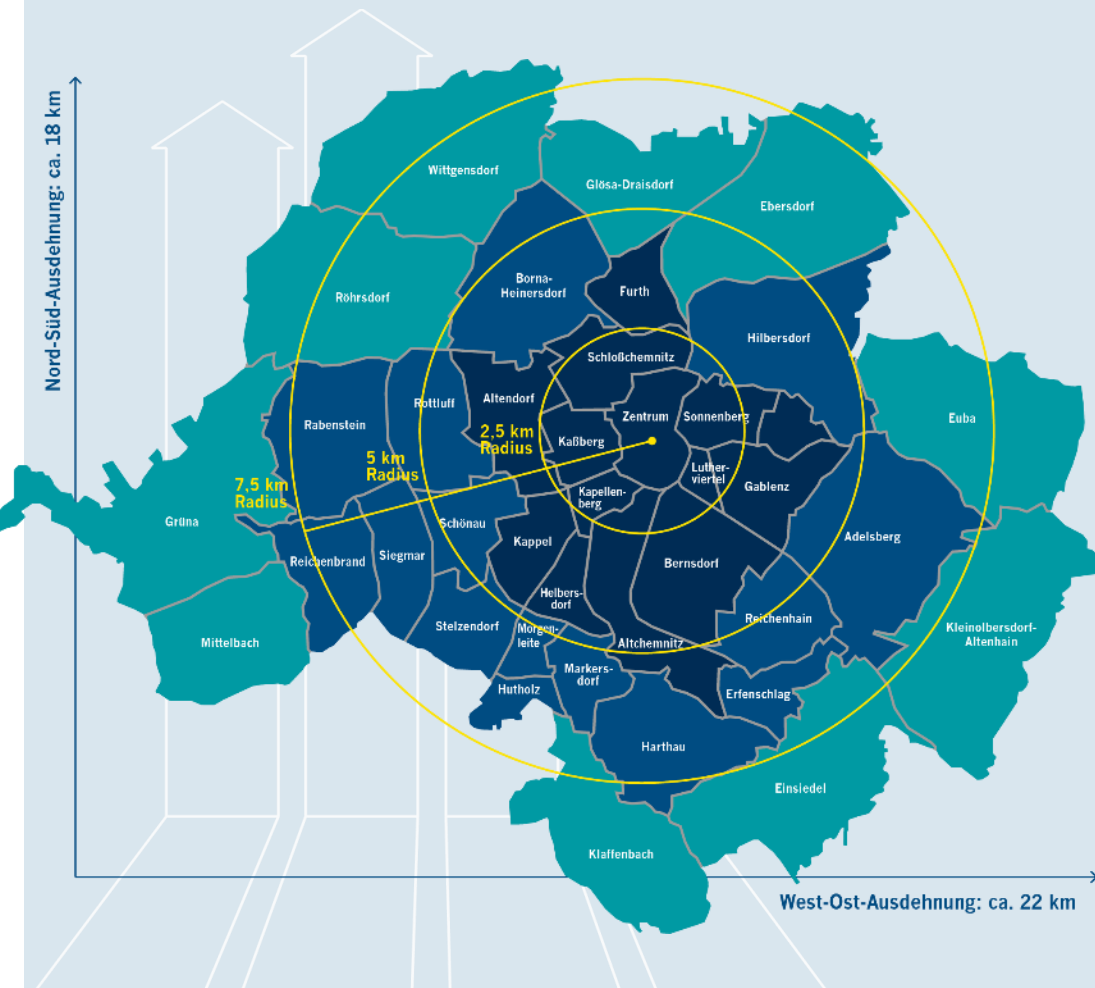 Nord-Süd-Ausdehnung: ca. 18 km
Wittgensdorf
Glösa-Draisdorf
Ebersdorf
Röhrsdorf
Borna-
Heinersdorf
Furth
Hilbersdorf
Schloßchemnitz
Altendorf
Rottluff
Rabenstein
Zentrum
Sonnenberg
Euba
2,5 km
Radius
Kaßberg
5 km
Radius
Luther-
viertel
Gablenz
7,5 km
Radius
Kapellen-
berg
Grüna
Schönau
Kappel
Adelsberg
Reichenbrand
Siegmar
Bernsdorf
Helbers-
dorf
Reichenhain
Stelzendorf
Morgen-
leite
Altchemnitz
Kleinolbersdorf-
Altenhain
Mittelbach
Markers-
dorf
Hutholz
Erfenschlag
Harthau
Einsiedel
Klaffenbach
West-Ost-Ausdehnung: ca. 22 km